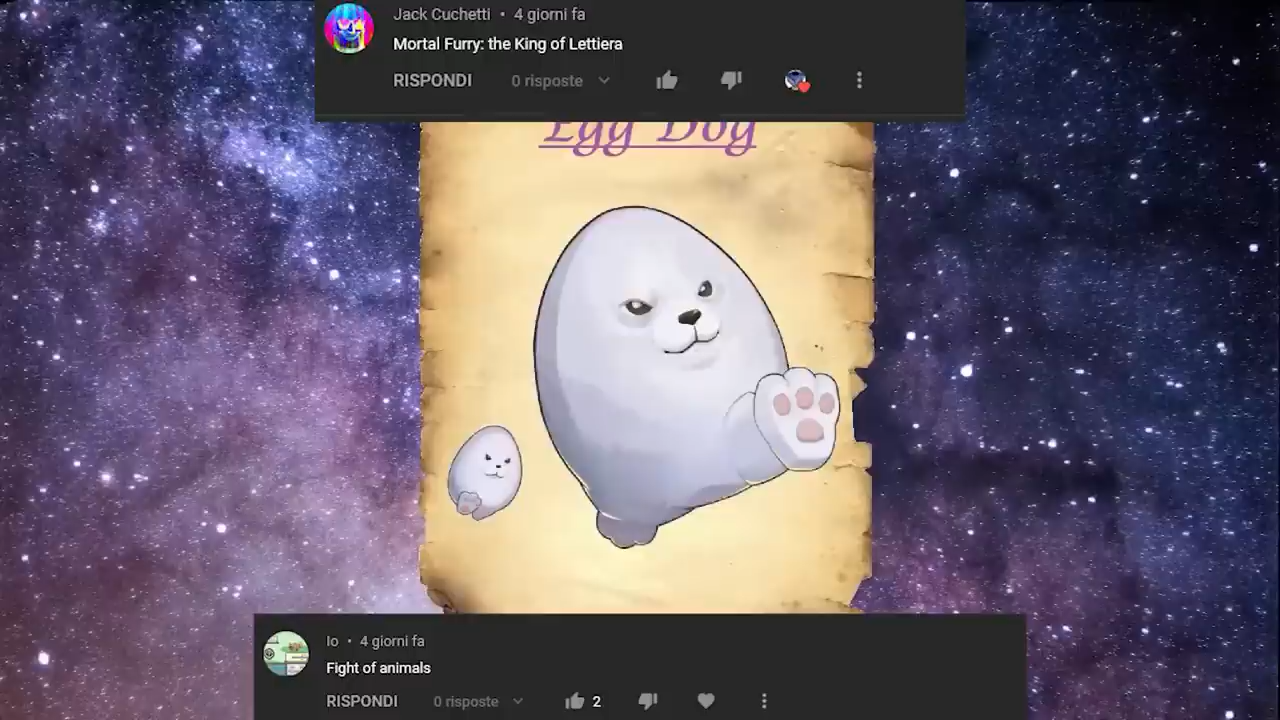 Jack Cuchetti • 4 giorni fa
Mortal Furry: the King of Lettiera
RISPONDI 0 risposte
Egg Dog
Io • 4 giorni fa
Fight of animals
RISPONDI 0 risposte 2